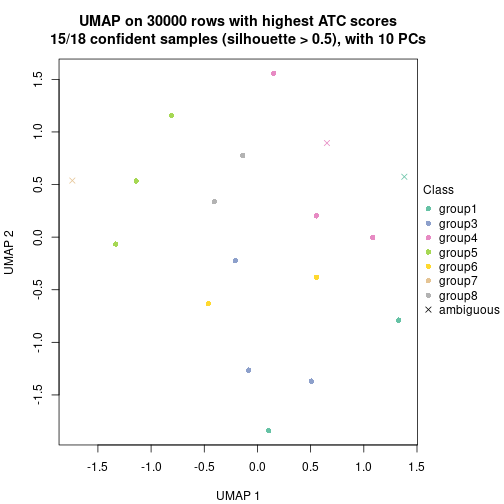 UMAP on 30000 rows with highest ATC scores
15/18 confident samples (silhouette > 0.5), with 10 PCs
1.5
1.0
0.5
0.0
-0.5
-1.0
-1.5
UMAP 2
-1.5
-1.0
-0.5
0.0
0.5
1.0
1.5
UMAP 1
Class
group1
group3
group4
group5
group6
group7
group8
ambiguous